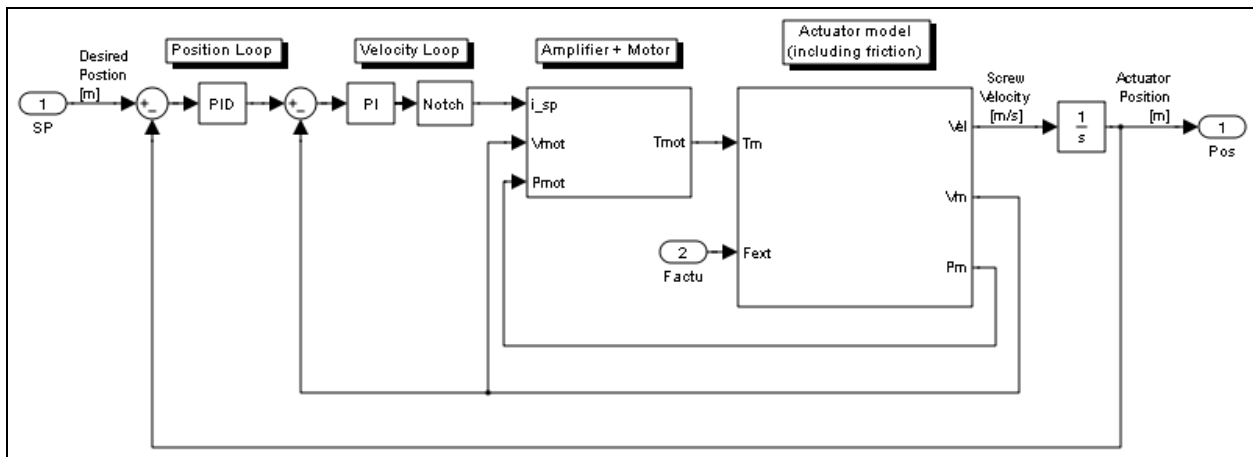 Position Loop
Velocity Loop
Amplifier + Motor
Actuator model
(including friction)
Desired
Postion
[m]
Screw
Velocity
[m/s]
Actuator
Position
[m]
1
SP
+
-
PID
+
-
PI
Notch
i_sp
Vmot
Pmot
Tmot
Tm
Fext
Vel
Vm
Pm
1
s
1
Pos
2
Factu